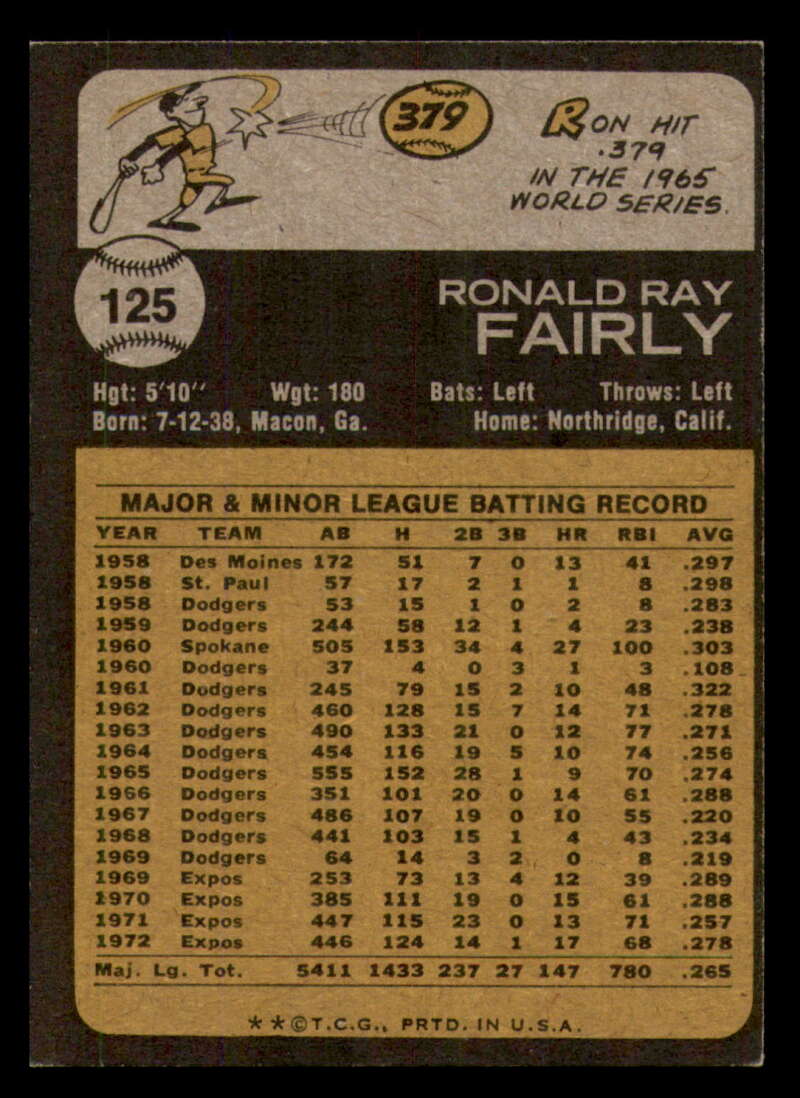 379
RON HIT
.379
IN THE 1965
WORLD SERIES.
125
RONALD RAY
FAIRLY
Hgt: 5'10" Wgt: 180 Bats: Left Throws: Left
Born: 7-12-38, Macon, Ga. Home: Northridge, Calif.
MAJOR & MINOR LEAGUE BATTING RECORD
YEAR TEAM AB H 2B 3B HR RBI AVG
1958 Des Moines 172 51 7 0 13 41 .297
1958 St. Paul 57 17 2 1 1 8 .298
1958 Dodgers 53 15 1 0 2 8 .283
1959 Dodgers 244 58 12 1 4 23 .238
1960 Spokane 505 153 34 4 27 100 .303
1960 Dodgers 37 4 0 3 1 3 .108
1961 Dodgers 245 79 15 2 10 48 .322
1962 Dodgers 460 128 15 7 14 71 .278
1963 Dodgers 490 133 21 0 12 77 .271
1964 Dodgers 454 116 19 5 10 74 .256
1965 Dodgers 555 152 28 1 9 70 .274
1966 Dodgers 351 101 20 0 14 61 .288
1967 Dodgers 486 107 19 0 10 55 .220
1968 Dodgers 441 103 15 1 4 43 .234
1969 Dodgers 64 14 3 2 0 8 .219
1969 Expos 253 73 13 4 12 39 .289
1970 Expos 385 111 19 0 15 61 .288
1971 Expos 447 115 23 0 13 71 .257
1972 Expos 446 124 14 1 17 68 .278
Maj. Lg. Tot. 5411 1433 237 27 147 780 .265
* * ©T.C.G., PRTD. IN U.S.A.